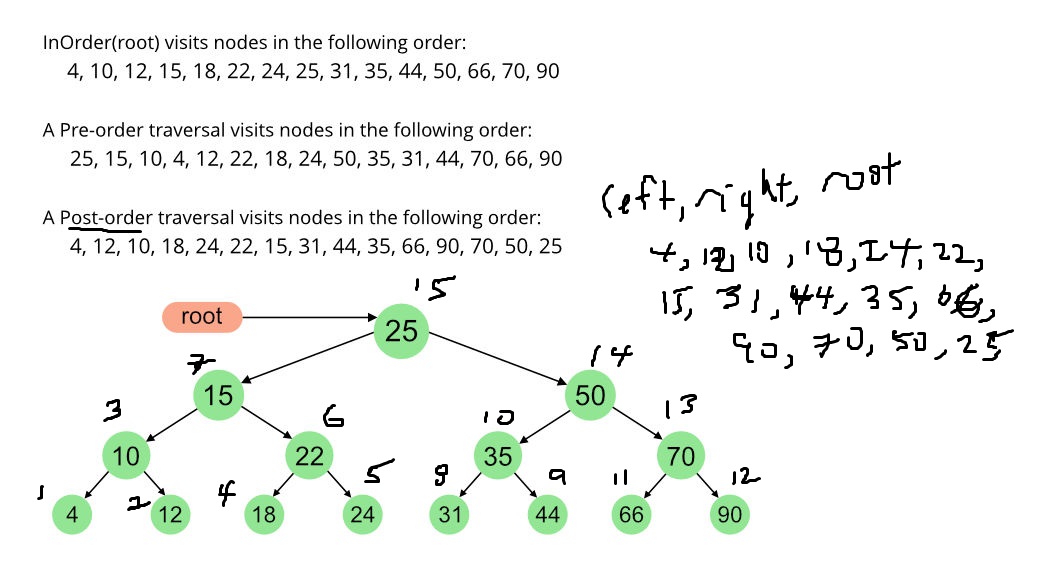 InOrder(root) visits nodes in the following order:
4, 10, 12, 15, 18, 22, 24, 25, 31, 35, 44, 50, 66, 70, 90
A Pre-order traversal visits nodes in the following order:
25, 15, 10, 4, 12, 22, 18, 24, 50, 35, 31, 44, 70, 66, 90
A Post-order traversal visits nodes in the following order:
4, 12, 10, 18, 24, 22, 15, 31, 44, 35, 66, 90, 70, 50, 25
left, right, root
4, 12, 10, 18, 24, 22,
15, 31, 44, 35, 66,
90, 70, 50, 25
15
root
25
7
14
15
50
3
6
10
13
10
22
35
70
1
2
4
5
8
9
11
12
4
12
18
24
31
44
66
90